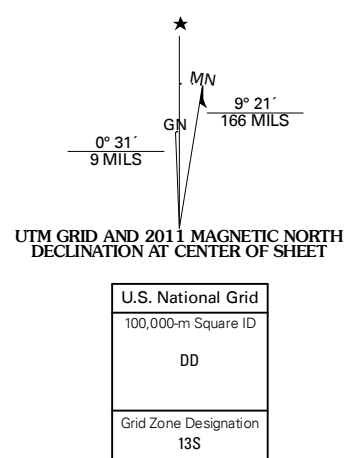 ★
MN
GN
9° 21´
166 MILS
0° 31´
9 MILS
UTM GRID AND 2011 MAGNETIC NORTH
DECLINATION AT CENTER OF SHEET
U.S. National Grid
100,000-m Square ID
DD
Grid Zone Designation
13S